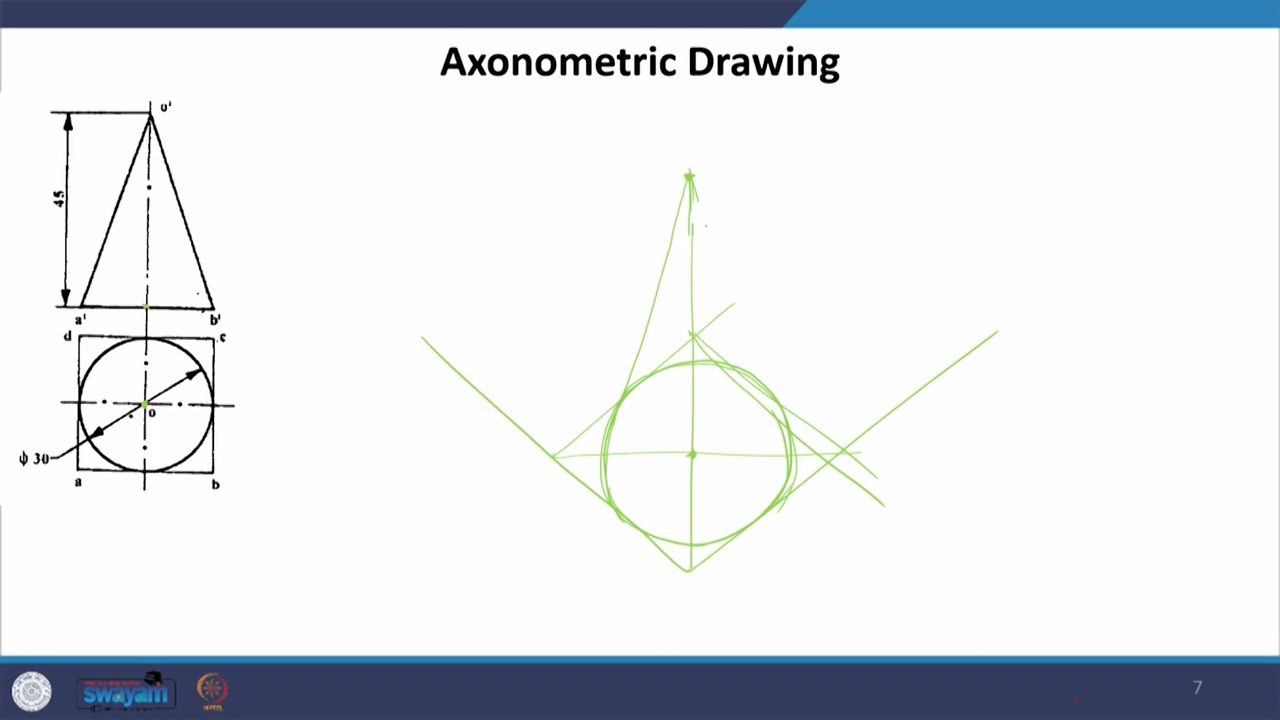 Axonometric Drawing
o'
45
a' b'
d c
o
ϕ 30
a b
swayam
7